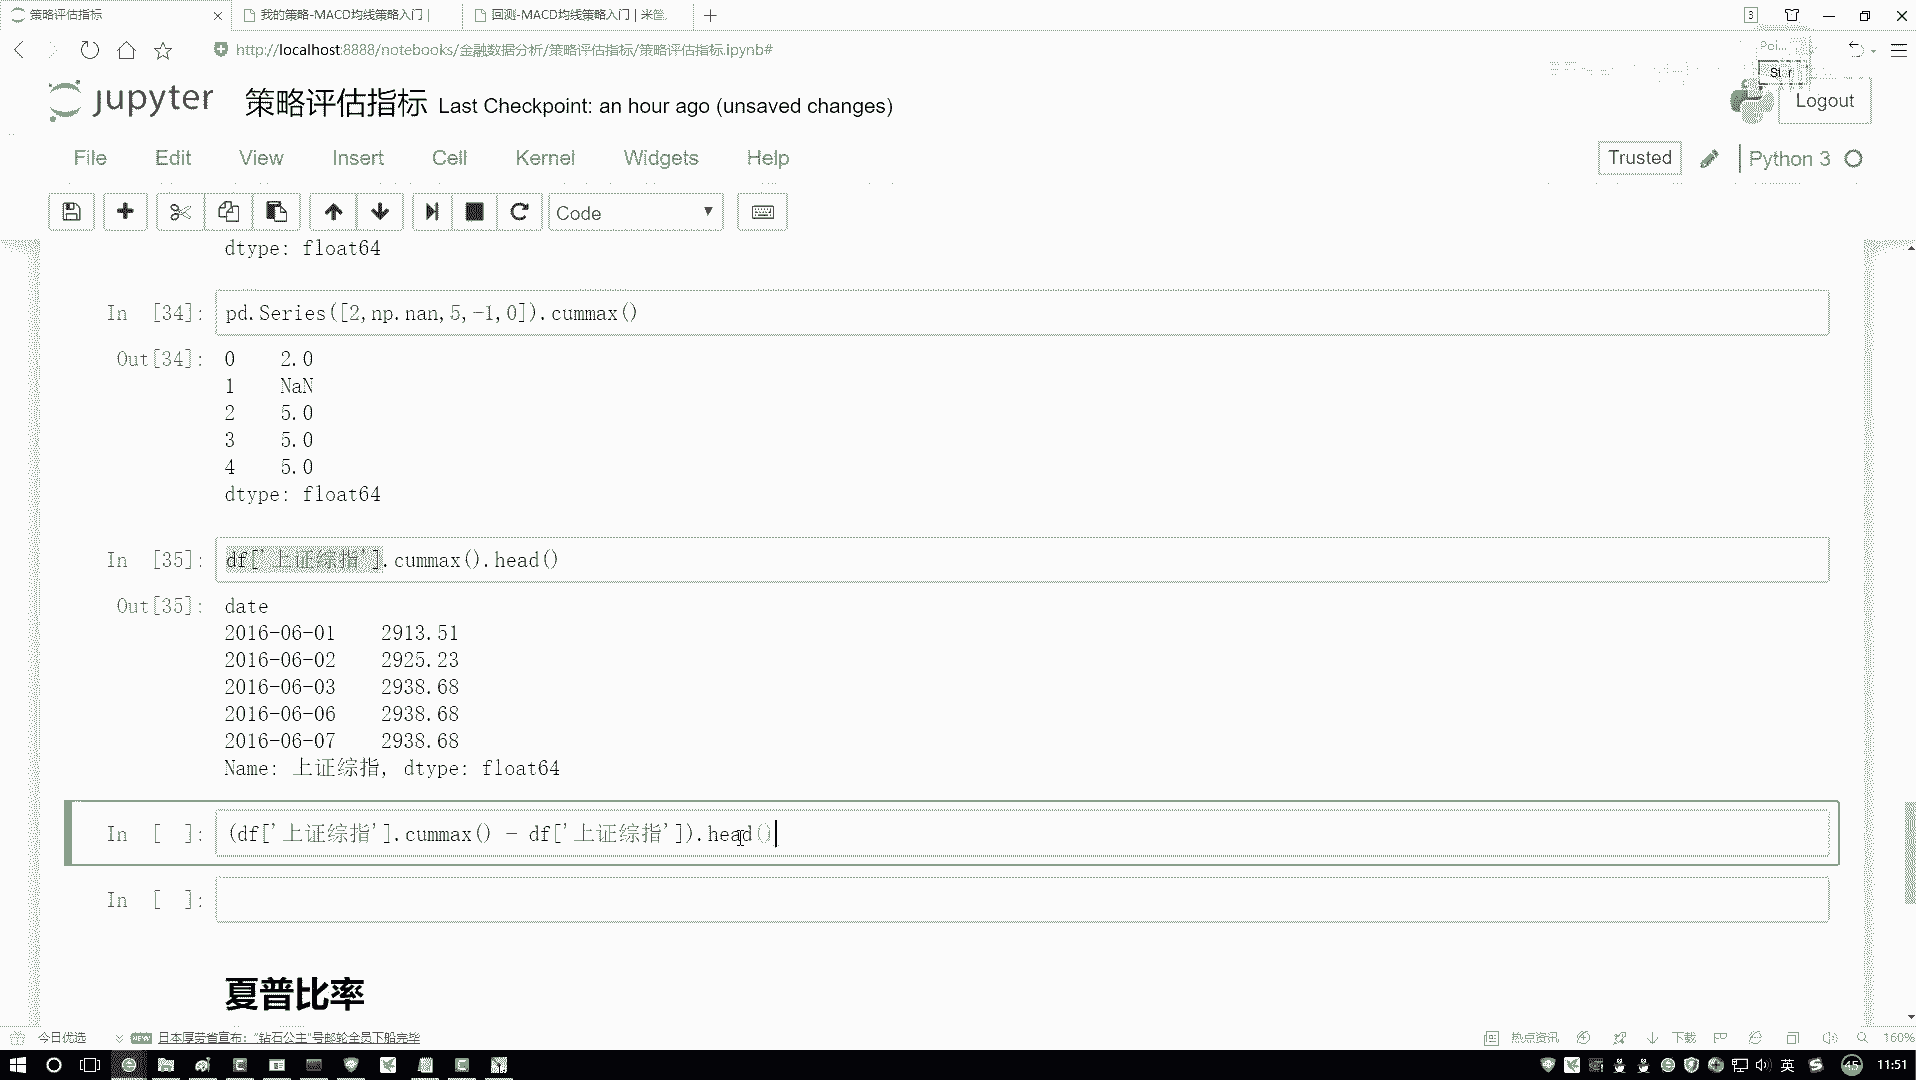 策略评估指标
我的策略-MACD均线策略入门 |
回测-MACD均线策略入门 | 米筐
3
http://localhost:8888/notebooks/金融数据分析/策略评估指标/策略评估指标.ipynb#
jupyter 策略评估指标 Last Checkpoint: an hour ago (unsaved changes)
Logout
File Edit View Insert Cell Kernel Widgets Help
Trusted Python 3
Code
dtype: float64
In [34]: pd.Series([2,np.nan,5,-1,0]).cummax()
Out[34]: 0 2.0
1 NaN
2 5.0
3 5.0
4 5.0
dtype: float64
In [35]: df['上证综指'].cummax().head()
Out[35]: date
2016-06-01 2913.51
2016-06-02 2925.23
2016-06-03 2938.68
2016-06-06 2938.68
2016-06-07 2938.68
Name: 上证综指, dtype: float64
In [ ]: (df['上证综指'].cummax() - df['上证综指']).head()
In [ ]:
夏普比率
今日优选
NEW 日本厚劳省宣布：“钻石公主”号邮轮全员下船完毕
热点资讯
下载
160%
英
45
11:51